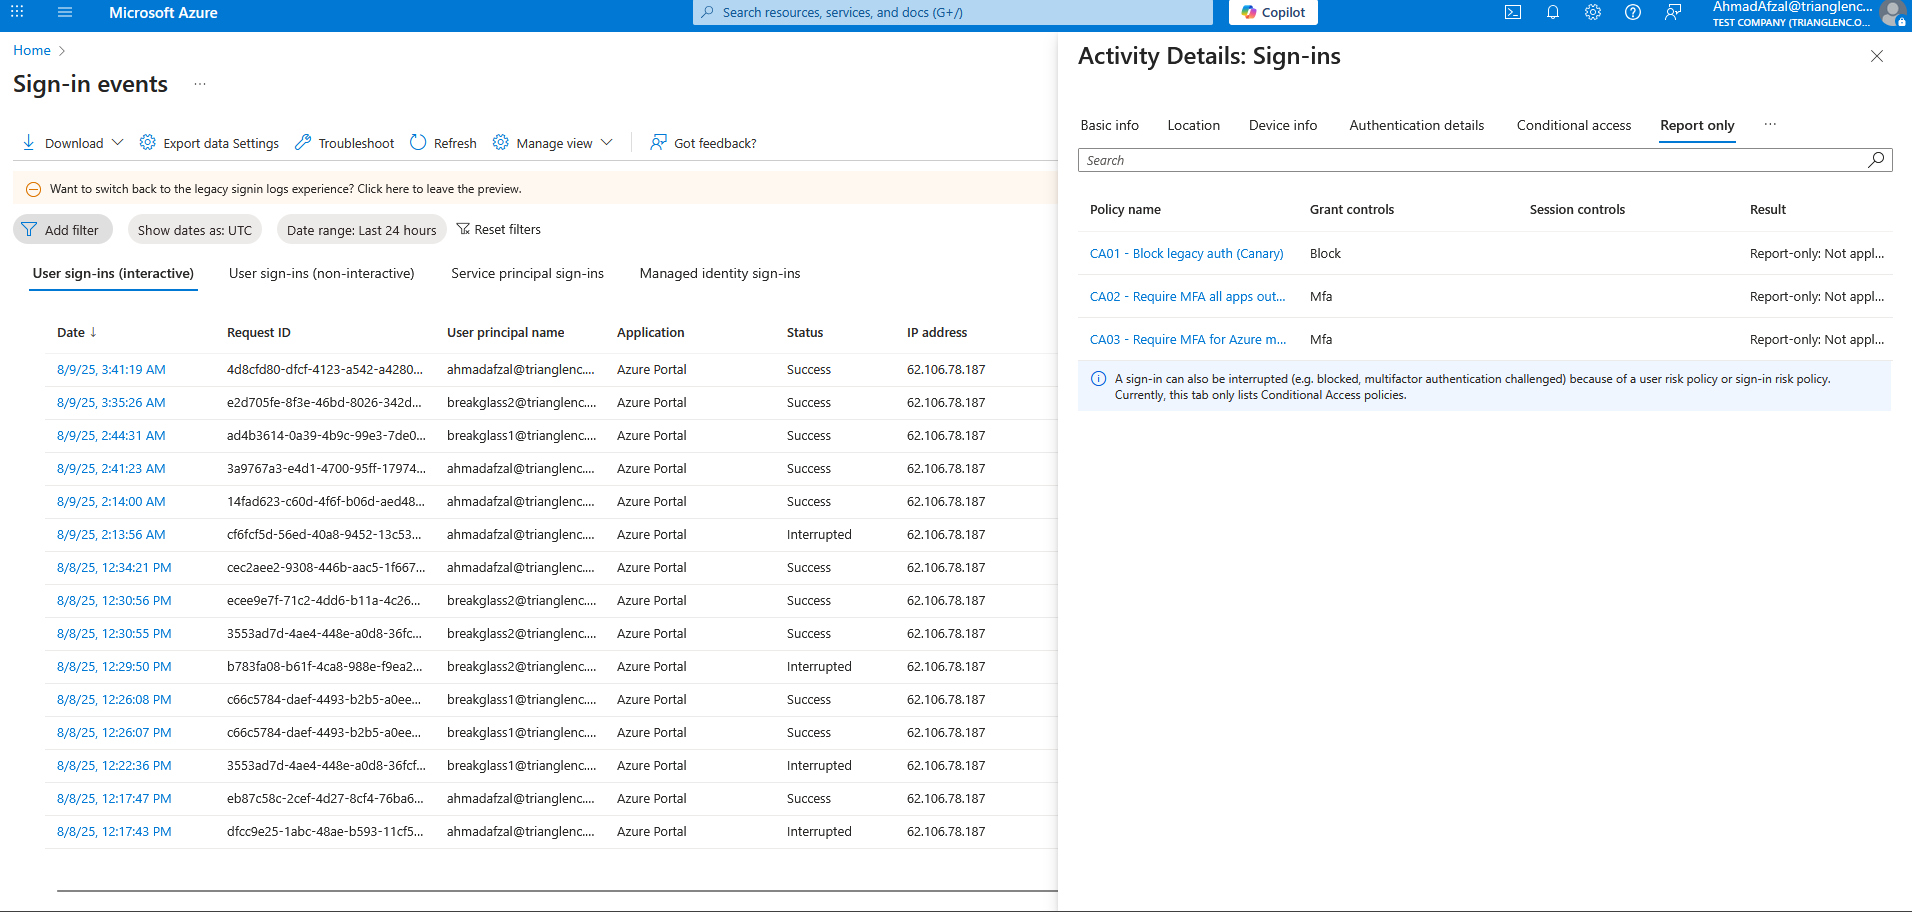 Microsoft Azure
Search resources, services, and docs (G+/)
Copilot
AhmadAfzal@trianglenc...
TEST COMPANY (TRIANGLENC.O...
Home
Sign-in events
...
Download
Export data Settings
Troubleshoot
Refresh
Manage view
Got feedback?
Want to switch back to the legacy signin logs experience? Click here to leave the preview.
Add filter
Show dates as: UTC
Date range: Last 24 hours
Reset filters
User sign-ins (interactive)
User sign-ins (non-interactive)
Service principal sign-ins
Managed identity sign-ins
Date ↓ Request ID User principal name Application Status IP address
8/9/25, 3:41:19 AM 4d8cfd80-dfcf-4123-a542-a4280... ahmadafzal@trianglenc.... Azure Portal Success 62.106.78.187
8/9/25, 3:35:26 AM e2d705fe-8f3e-46bd-8026-342d... breakglass2@trianglenc.... Azure Portal Success 62.106.78.187
8/9/25, 2:44:31 AM ad4b3614-0a39-4b9c-99e3-7de0... breakglass1@trianglenc.... Azure Portal Success 62.106.78.187
8/9/25, 2:41:23 AM 3a9767a3-e4d1-4700-95ff-17974... ahmadafzal@trianglenc.... Azure Portal Success 62.106.78.187
8/9/25, 2:14:00 AM 14fad623-c60d-4f6f-b06d-aed48... ahmadafzal@trianglenc.... Azure Portal Success 62.106.78.187
8/9/25, 2:13:56 AM cf6fcf5d-56ed-40a8-9452-13c53... ahmadafzal@trianglenc.... Azure Portal Interrupted 62.106.78.187
8/8/25, 12:34:21 PM cec2aee2-9308-446b-aac5-1f667... ahmadafzal@trianglenc.... Azure Portal Success 62.106.78.187
8/8/25, 12:30:56 PM ecee9e7f-71c2-4dd6-b11a-4c26... breakglass2@trianglenc.... Azure Portal Success 62.106.78.187
8/8/25, 12:30:55 PM 3553ad7d-4ae4-448e-a0d8-36fc... breakglass2@trianglenc.... Azure Portal Success 62.106.78.187
8/8/25, 12:29:50 PM b783fa08-b61f-4ca8-988e-f9ea2... breakglass2@trianglenc.... Azure Portal Interrupted 62.106.78.187
8/8/25, 12:26:08 PM c66c5784-daef-4493-b2b5-a0ee... breakglass1@trianglenc.... Azure Portal Success 62.106.78.187
8/8/25, 12:26:07 PM c66c5784-daef-4493-b2b5-a0ee... breakglass1@trianglenc.... Azure Portal Success 62.106.78.187
8/8/25, 12:22:36 PM 3553ad7d-4ae4-448e-a0d8-36fcf... breakglass1@trianglenc.... Azure Portal Interrupted 62.106.78.187
8/8/25, 12:17:47 PM eb87c58c-2cef-4d27-8cf4-76ba6... ahmadafzal@trianglenc.... Azure Portal Success 62.106.78.187
8/8/25, 12:17:43 PM dfcc9e25-1abc-48ae-b593-11cf5... ahmadafzal@trianglenc.... Azure Portal Interrupted 62.106.78.187
Activity Details: Sign-ins
Basic info
Location
Device info
Authentication details
Conditional access
Report only
...
Search
Policy name Grant controls Session controls Result
CA01 - Block legacy auth (Canary) Block Report-only: Not appl...
CA02 - Require MFA all apps out... Mfa Report-only: Not appl...
CA03 - Require MFA for Azure m... Mfa Report-only: Not appl...
A sign-in can also be interrupted (e.g. blocked, multifactor authentication challenged) because of a user risk policy or sign-in risk policy.
Currently, this tab only lists Conditional Access policies.